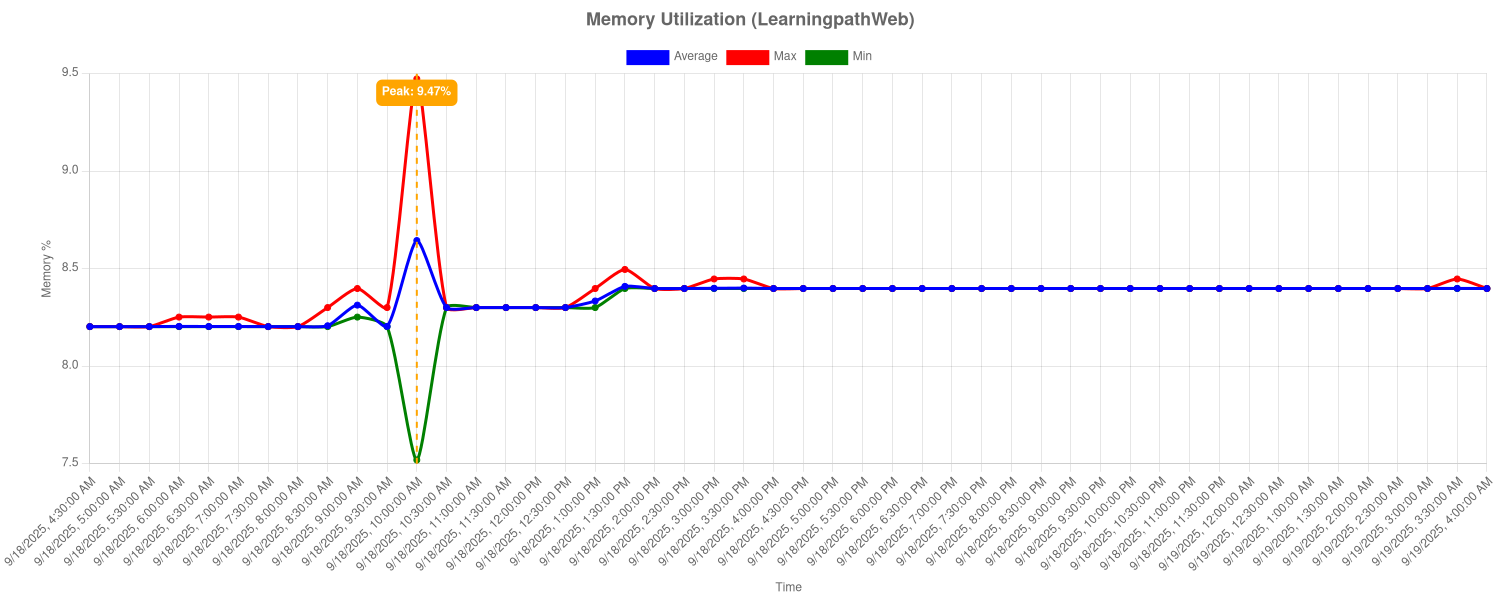 Memory Utilization (LearningpathWeb)
Average Max Min
9.5
Peak: 9.47%
9.0
8.5
8.0
7.5
Memory %
9/18/2025, 4:30:00 AM
9/18/2025, 5:00:00 AM
9/18/2025, 5:30:00 AM
9/18/2025, 6:00:00 AM
9/18/2025, 6:30:00 AM
9/18/2025, 7:00:00 AM
9/18/2025, 7:30:00 AM
9/18/2025, 8:00:00 AM
9/18/2025, 8:30:00 AM
9/18/2025, 9:00:00 AM
9/18/2025, 9:30:00 AM
9/18/2025, 10:00:00 AM
9/18/2025, 10:30:00 AM
9/18/2025, 11:00:00 AM
9/18/2025, 11:30:00 AM
9/18/2025, 12:00:00 PM
9/18/2025, 12:30:00 PM
9/18/2025, 1:00:00 PM
9/18/2025, 1:30:00 PM
9/18/2025, 2:00:00 PM
9/18/2025, 2:30:00 PM
9/18/2025, 3:00:00 PM
9/18/2025, 3:30:00 PM
9/18/2025, 4:00:00 PM
9/18/2025, 4:30:00 PM
9/18/2025, 5:00:00 PM
9/18/2025, 5:30:00 PM
9/18/2025, 6:00:00 PM
9/18/2025, 6:30:00 PM
9/18/2025, 7:00:00 PM
9/18/2025, 7:30:00 PM
9/18/2025, 8:00:00 PM
9/18/2025, 8:30:00 PM
9/18/2025, 9:00:00 PM
9/18/2025, 9:30:00 PM
9/18/2025, 10:00:00 PM
9/18/2025, 10:30:00 PM
9/18/2025, 11:00:00 PM
9/18/2025, 11:30:00 PM
9/19/2025, 12:00:00 AM
9/19/2025, 12:30:00 AM
9/19/2025, 1:00:00 AM
9/19/2025, 1:30:00 AM
9/19/2025, 2:00:00 AM
9/19/2025, 2:30:00 AM
9/19/2025, 3:00:00 AM
9/19/2025, 3:30:00 AM
9/19/2025, 4:00:00 AM
Time